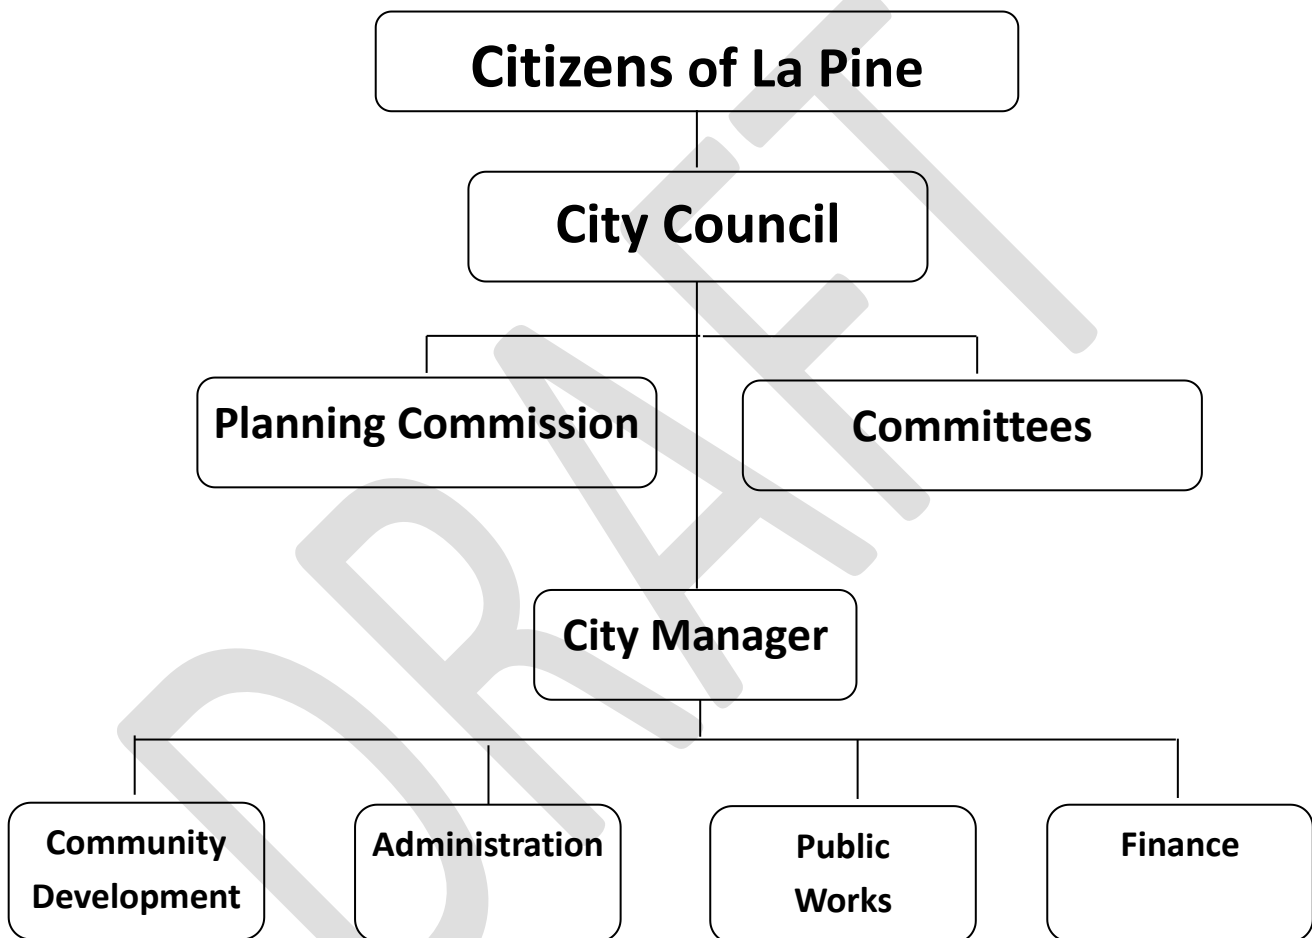 Citizens of La Pine
City Council
Planning Commission
Committees
City Manager
Community
Development
Administration
Public
Works
Finance
DRAFT